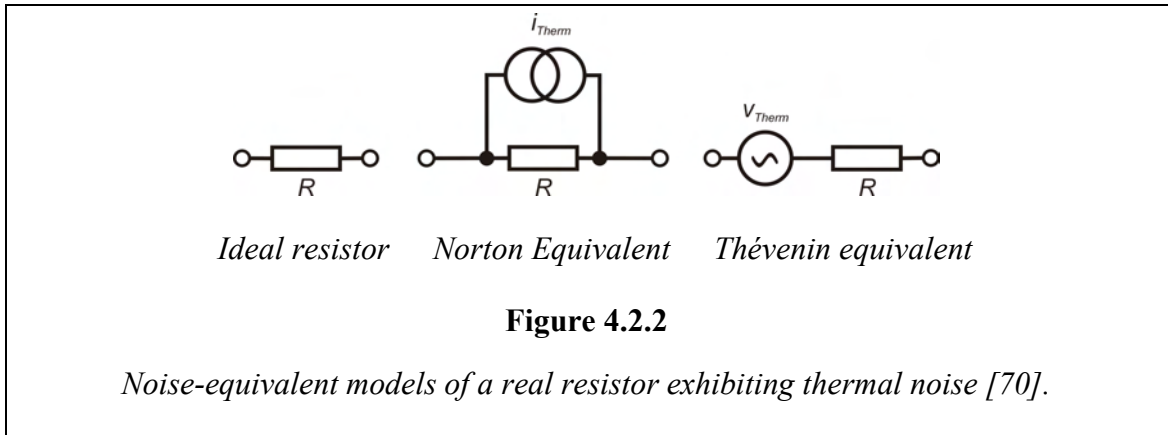 i_Therm
v_Therm
R R R
Ideal resistor Norton Equivalent Thévenin equivalent
Figure 4.2.2
Noise-equivalent models of a real resistor exhibiting thermal noise [70].